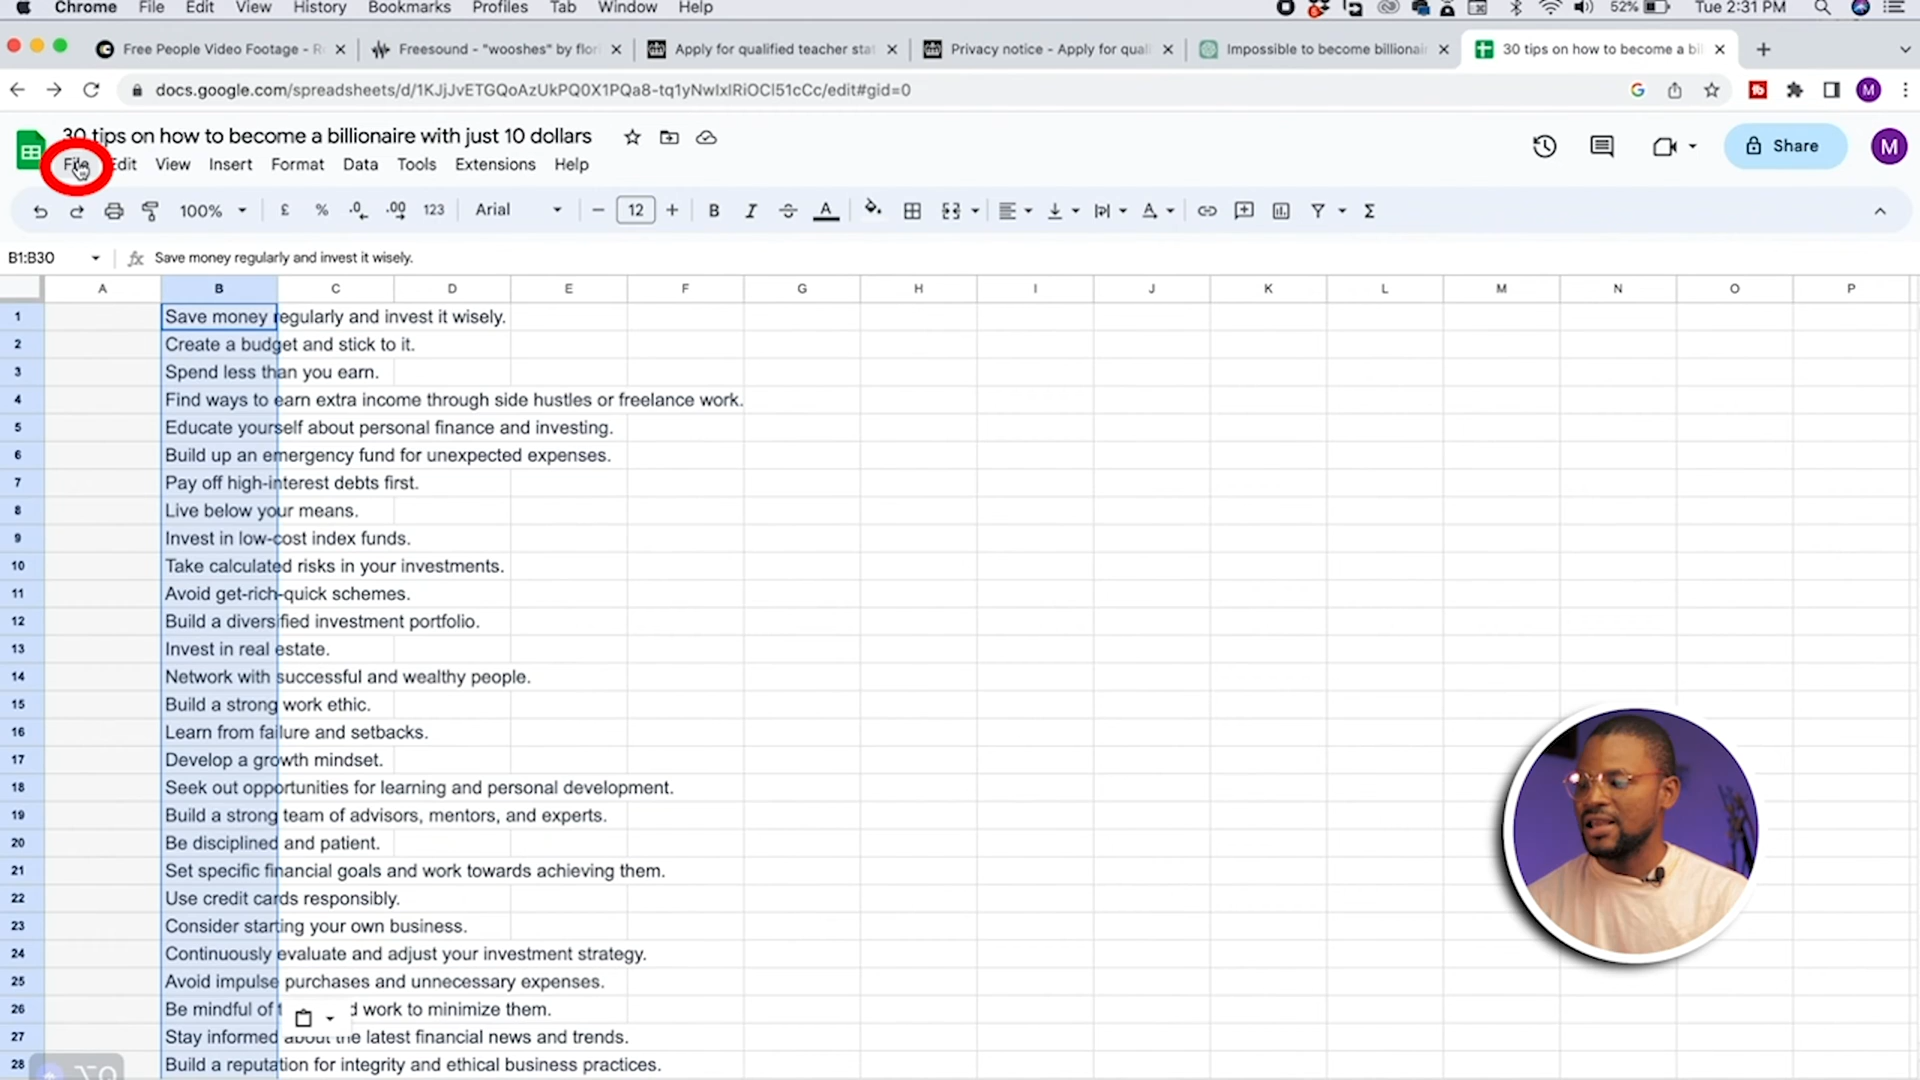 Chrome File Edit View History Bookmarks Profiles Tab Window Help 52% Tue 2:31 PM
Free People Video Footage - R Freesound - "wooshes" by flori Apply for qualified teacher sta Privacy notice - Apply for quali Impossible to become billionair 30 tips on how to become a bil
docs.google.com/spreadsheets/d/1KJjJvETGQoAzUkPQ0X1PQa8-tq1yNwIxIRiOCl51cCc/edit#gid=0 M
30 tips on how to become a billionaire with just 10 dollars
File Edit View Insert Format Data Tools Extensions Help Share M
100% £ % .0 .00 123 Arial 12 B I S A Σ
B1:B30 fx Save money regularly and invest it wisely.
A B C D E F G H I J K L M N O P
1 Save money regularly and invest it wisely.
2 Create a budget and stick to it.
3 Spend less than you earn.
4 Find ways to earn extra income through side hustles or freelance work.
5 Educate yourself about personal finance and investing.
6 Build up an emergency fund for unexpected expenses.
7 Pay off high-interest debts first.
8 Live below your means.
9 Invest in low-cost index funds.
10 Take calculated risks in your investments.
11 Avoid get-rich-quick schemes.
12 Build a diversified investment portfolio.
13 Invest in real estate.
14 Network with successful and wealthy people.
15 Build a strong work ethic.
16 Learn from failure and setbacks.
17 Develop a growth mindset.
18 Seek out opportunities for learning and personal development.
19 Build a strong team of advisors, mentors, and experts.
20 Be disciplined and patient.
21 Set specific financial goals and work towards achieving them.
22 Use credit cards responsibly.
23 Consider starting your own business.
24 Continuously evaluate and adjust your investment strategy.
25 Avoid impulse purchases and unnecessary expenses.
26 Be mindful of t d work to minimize them.
27 Stay informed about the latest financial news and trends.
28 Build a reputation for integrity and ethical business practices.